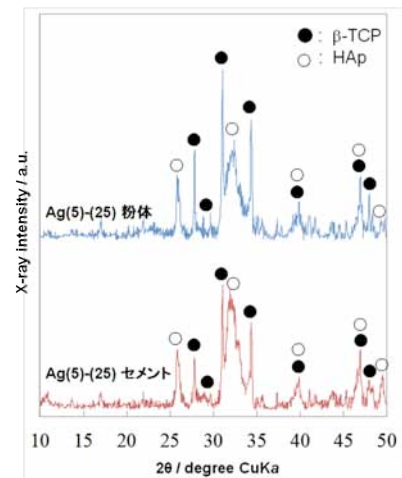 ● : β-TCP
○ : HAp
X-ray intensity / a.u.
Ag(5)-(25) 粉体
Ag(5)-(25) セメント
10 15 20 25 30 35 40 45 50
2θ / degree CuKα